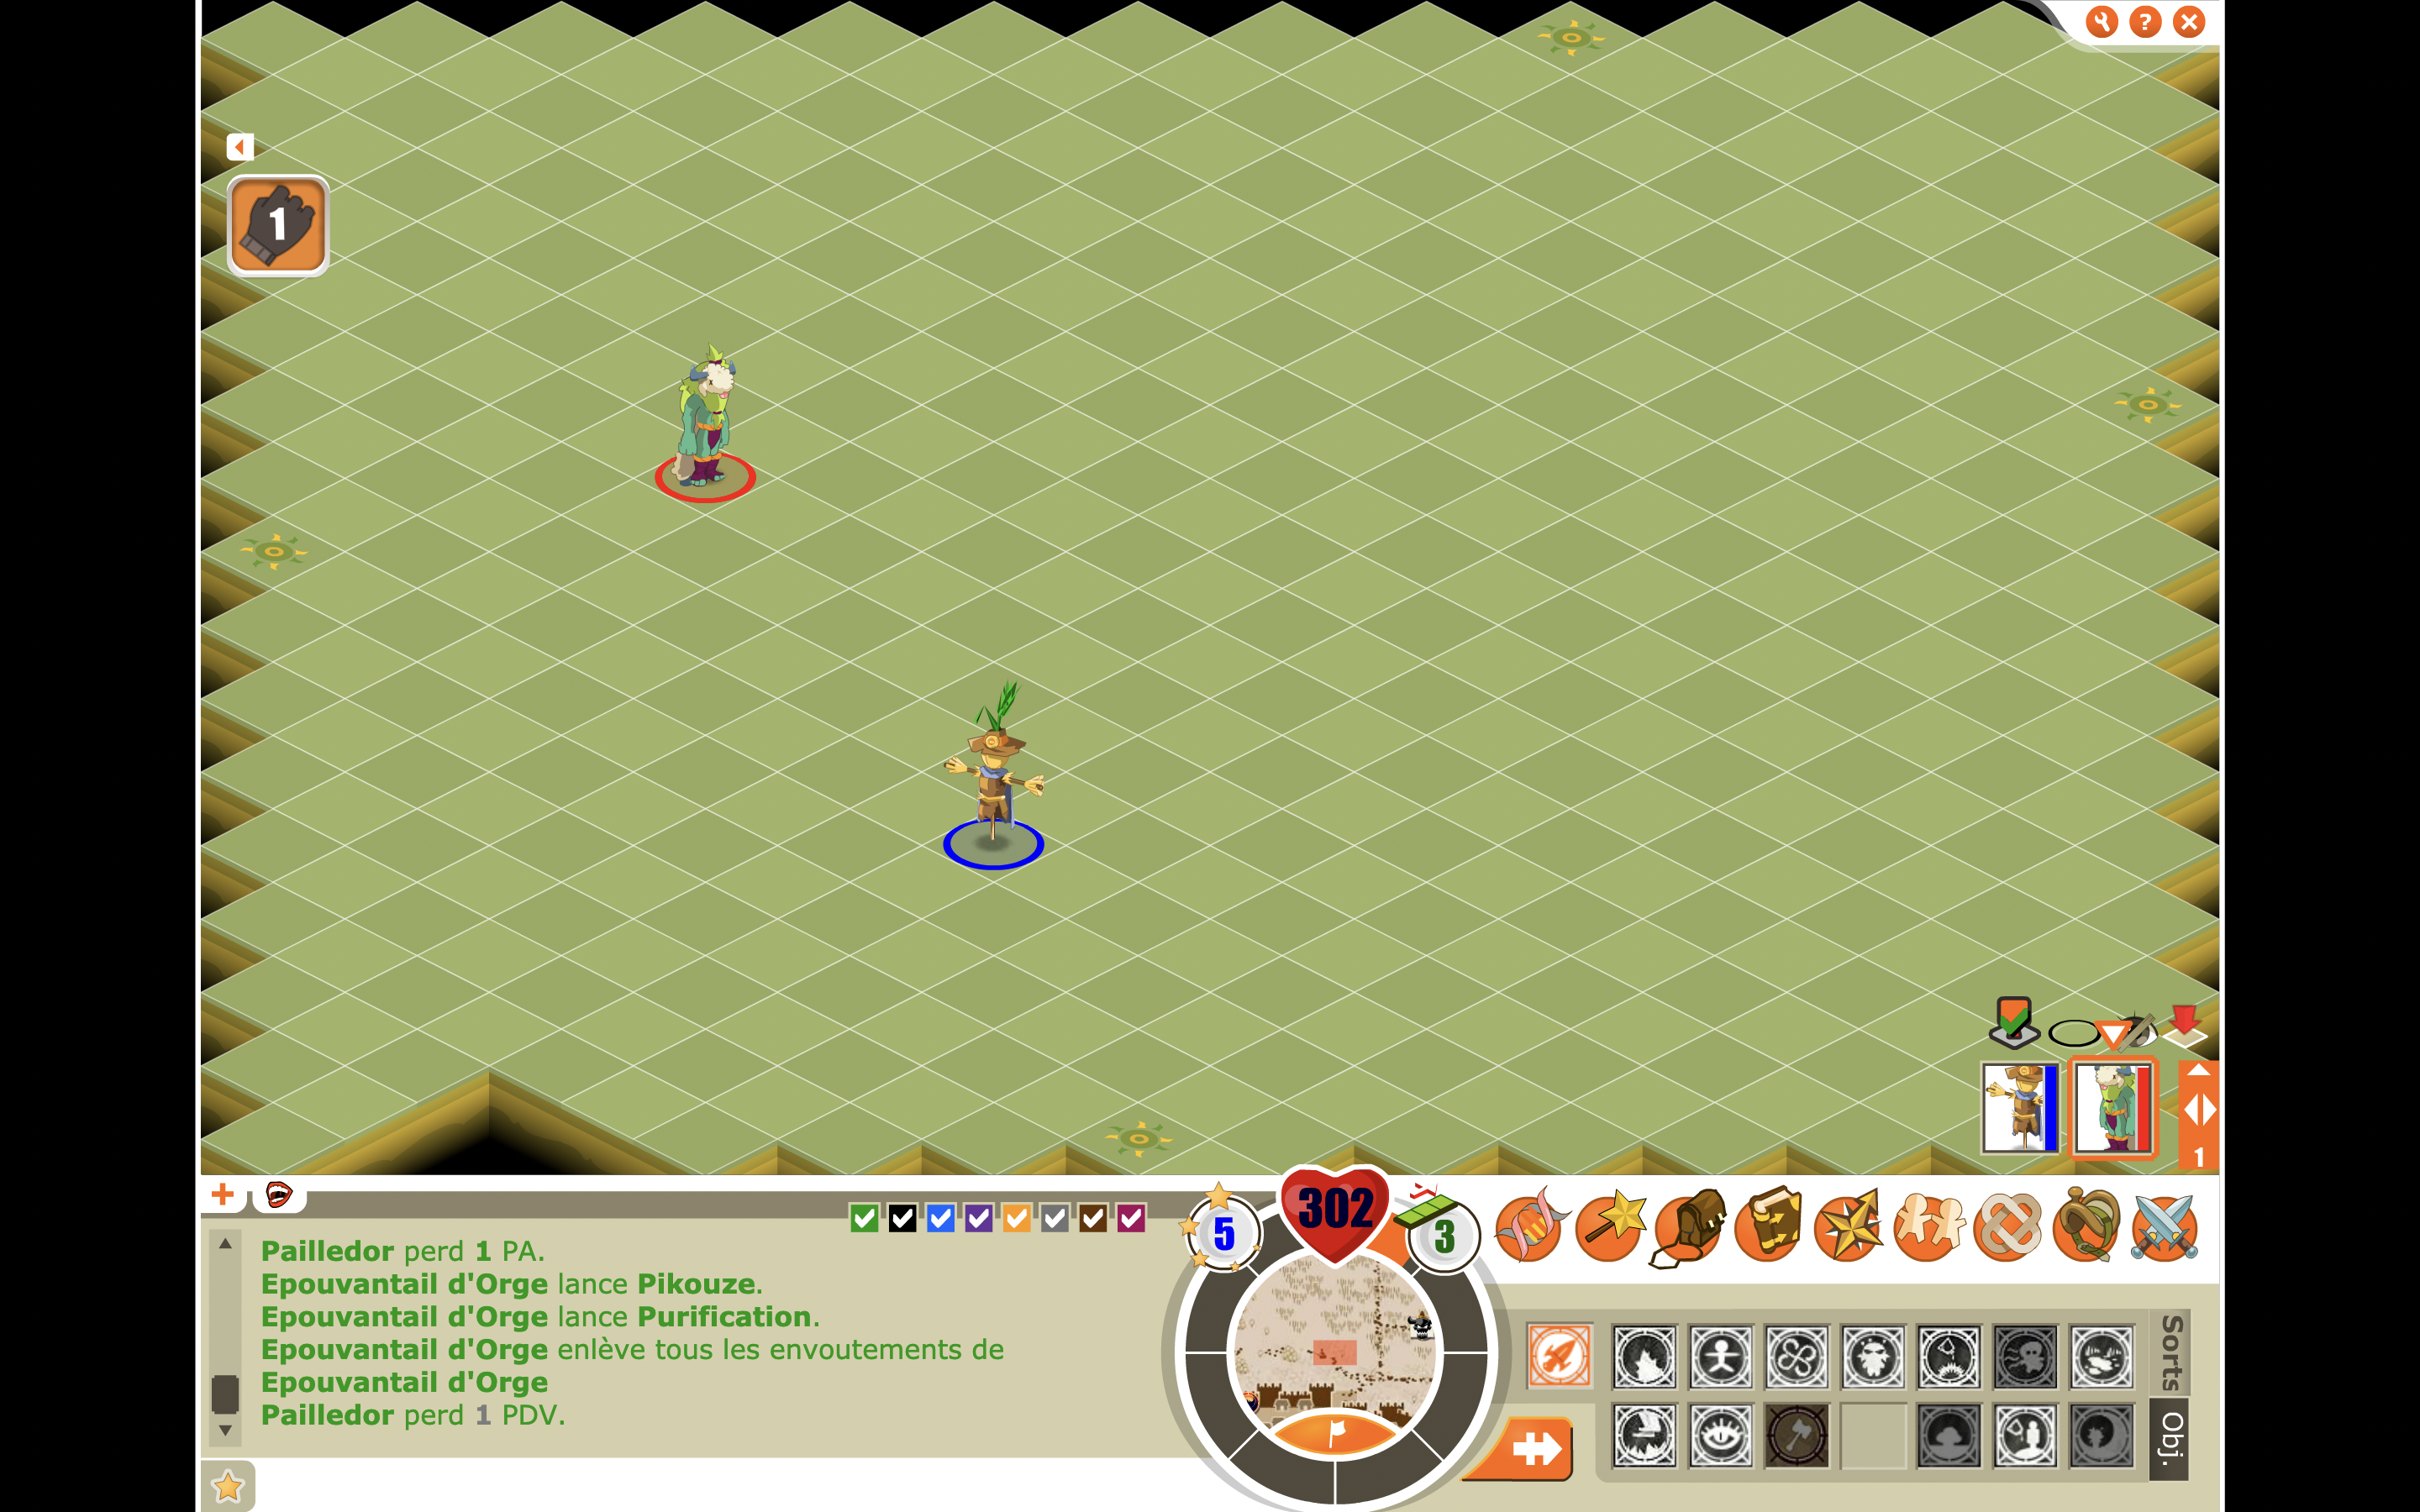 ?
1
1
5
302
3
Pailledor perd 1 PA.
Epouvantail d'Orge lance Pikouze.
Epouvantail d'Orge lance Purification.
Epouvantail d'Orge enlève tous les envoutements de
Epouvantail d'Orge
Pailledor perd 1 PDV.
Sorts
Obj.